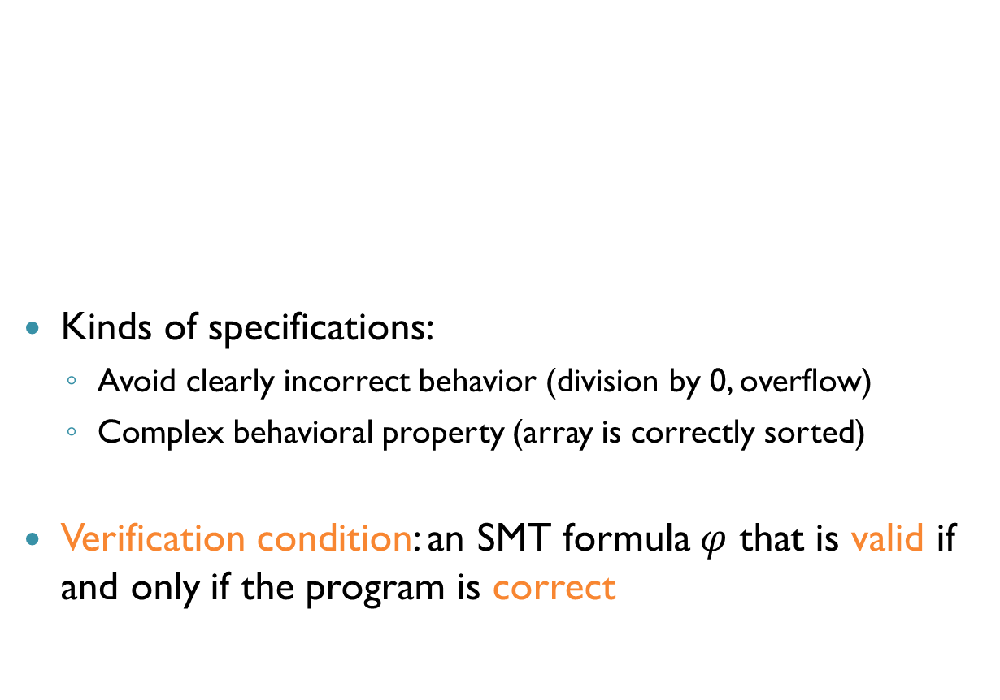 • Kinds of specifications:
◦ Avoid clearly incorrect behavior (division by 0, overflow)
◦ Complex behavioral property (array is correctly sorted)
• Verification condition: an SMT formula φ that is valid if
and only if the program is correct